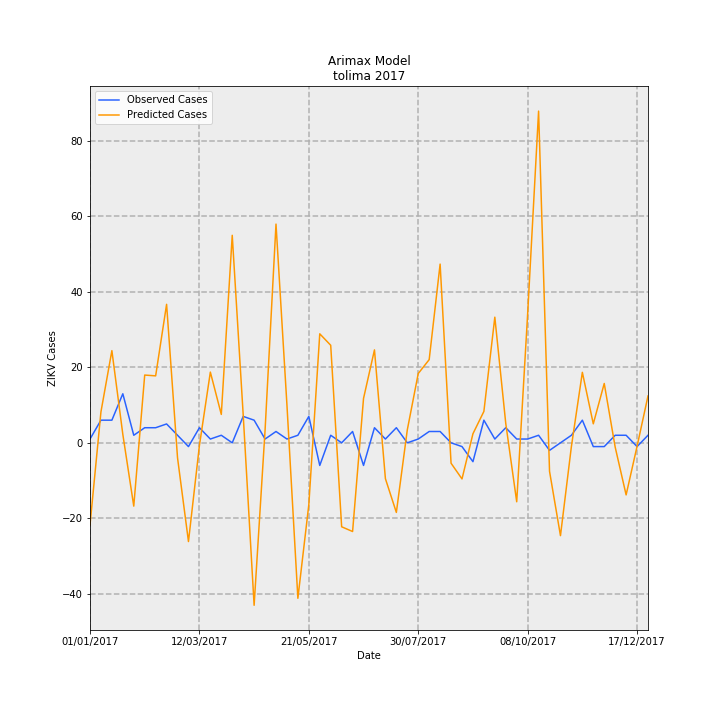 Arimax Model
tolima 2017
Observed Cases
Predicted Cases
ZIKV Cases
80
60
40
20
0
−20
−40
01/01/2017
12/03/2017
21/05/2017
30/07/2017
08/10/2017
17/12/2017
Date